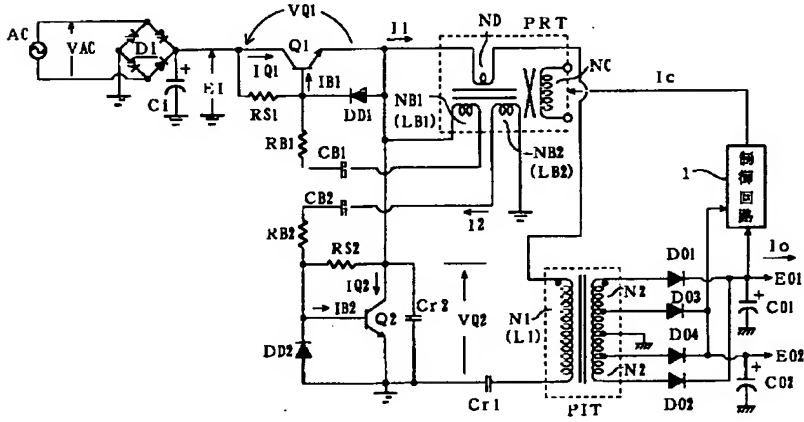 AC
VAC
D1
C1
E1
VQ1
Q1
IQ1
IB1
RS1
DD1
RB1
CB1
CB2
RB2
RS2
IQ2
IB2
Q2
DD2
Cr2
VQ2
Cr1
I1
ND
PRT
NC
NB1
(LB1)
NB2
(LB2)
I2
Ic
1
制御回路
Io
N1
(L1)
N2
N2
PIT
D01
D03
D04
D02
E01
C01
E02
C02